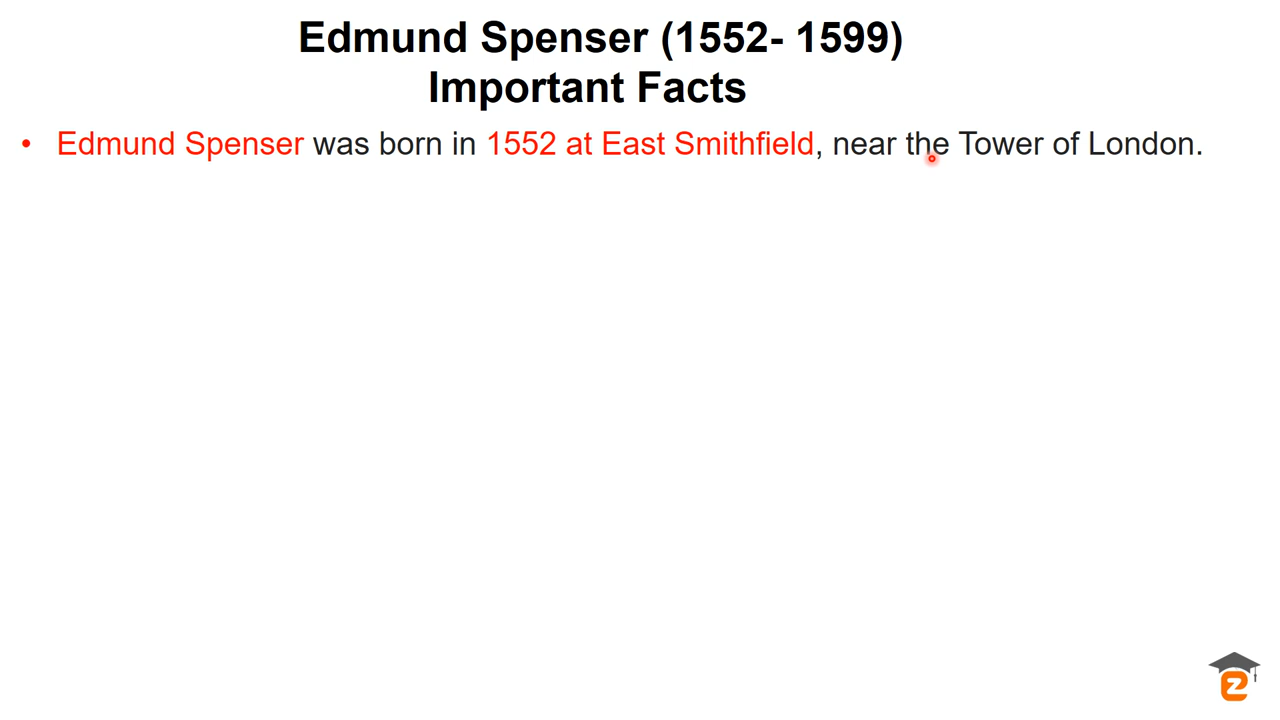 Edmund Spenser (1552- 1599)
Important Facts
• Edmund Spenser was born in 1552 at East Smithfield, near the Tower of London.
z